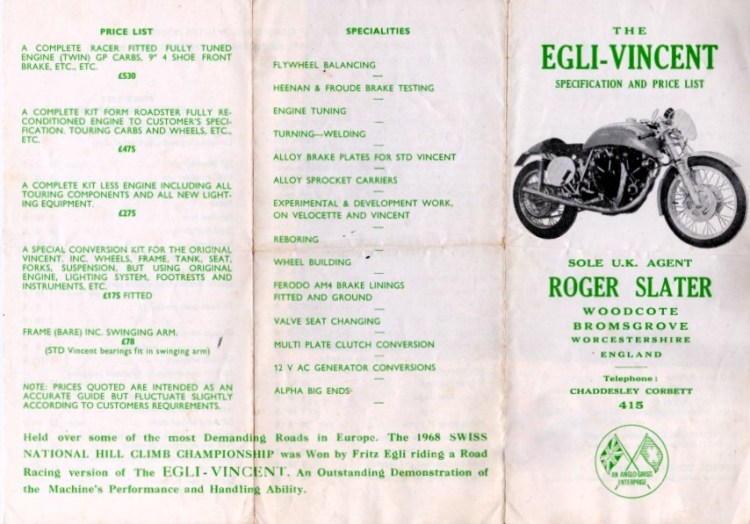 PRICE LIST
A COMPLETE RACER FITTED FULLY TUNED
ENGINE (TWIN) GP CARBS, 9" 4 SHOE FRONT
BRAKE, ETC., ETC.
£530
A COMPLETE KIT FORM ROADSTER FULLY RE-
CONDITIONED ENGINE TO CUSTOMER'S SPECI-
FICATION. TOURING CARBS AND WHEELS, ETC.,
ETC.
£475
A COMPLETE KIT LESS ENGINE INCLUDING ALL
TOURING COMPONENTS AND ALL NEW LIGHT-
ING EQUIPMENT.
£275
A SPECIAL CONVERSION KIT FOR THE ORIGINAL
VINCENT, INC. WHEELS, FRAME, TANK, SEAT,
FORKS, SUSPENSION, BUT USING ORIGINAL
ENGINE, LIGHTING SYSTEM, FOOTRESTS AND
INSTRUMENTS, ETC.
£175 FITTED
FRAME (BARE) INC. SWINGING ARM.
£78
(STD Vincent bearings fit in swinging arm)
NOTE: PRICES QUOTED ARE INTENDED AS AN
ACCURATE GUIDE BUT FLUCTUATE SLIGHTLY
ACCORDING TO CUSTOMERS REQUIREMENTS.
SPECIALITIES
FLYWHEEL BALANCING
HEENAN & FROUDE BRAKE TESTING
ENGINE TUNING
TURNING—WELDING
ALLOY BRAKE PLATES FOR STD VINCENT
ALLOY SPROCKET CARRIERS
EXPERIMENTAL & DEVELOPMENT WORK,
ON VELOCETTE AND VINCENT
REBORING
WHEEL BUILDING
FERODO AM4 BRAKE LININGS
FITTED AND GROUND
VALVE SEAT CHANGING
MULTI PLATE CLUTCH CONVERSION
12 V AC GENERATOR CONVERSIONS
ALPHA BIG ENDS
Held over some of the most Demanding Roads in Europe. The 1968 SWISS
NATIONAL HILL CLIMB CHAMPIONSHIP was Won by Fritz Egli riding a Road
Racing version of The EGLI-VINCENT. An Outstanding Demonstration of
the Machine's Performance and Handling Ability.
THE
EGLI-VINCENT
SPECIFICATION AND PRICE LIST
SOLE U.K. AGENT
ROGER SLATER
WOODCOTE
BROMSGROVE
WORCESTERSHIRE
ENGLAND
Telephone:
CHADDESLEY CORBETT
415
AN ANGLO-SWISS
ENTERPRISE